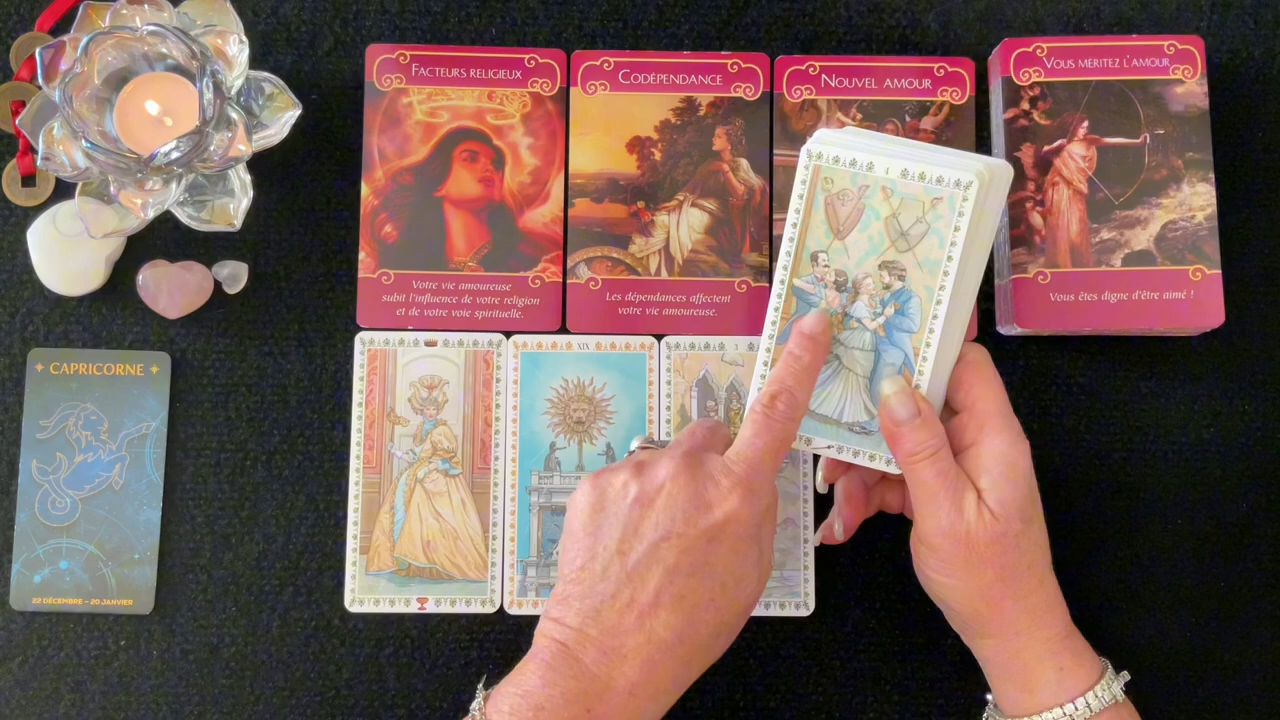 FACTEURS RELIGIEUX
Votre vie amoureuse
subit l'influence de votre religion
et de votre voie spirituelle.
CODÉPENDANCE
Les dépendances affectent
votre vie amoureuse.
NOUVEL AMOUR
VOUS MÉRITEZ L'AMOUR
Vous êtes digne d'être aimé !
CAPRICORNE
22 DÉCEMBRE – 20 JANVIER
XIX
3
4